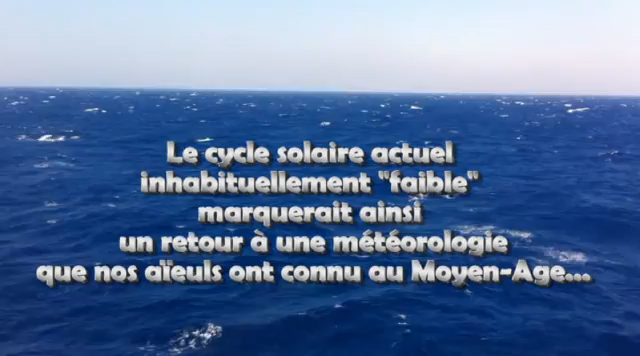 Le cycle solaire actuel
inhabituellement "faible"
marquerait ainsi
un retour à une météorologie
que nos aïeuls ont connu au Moyen-Age...